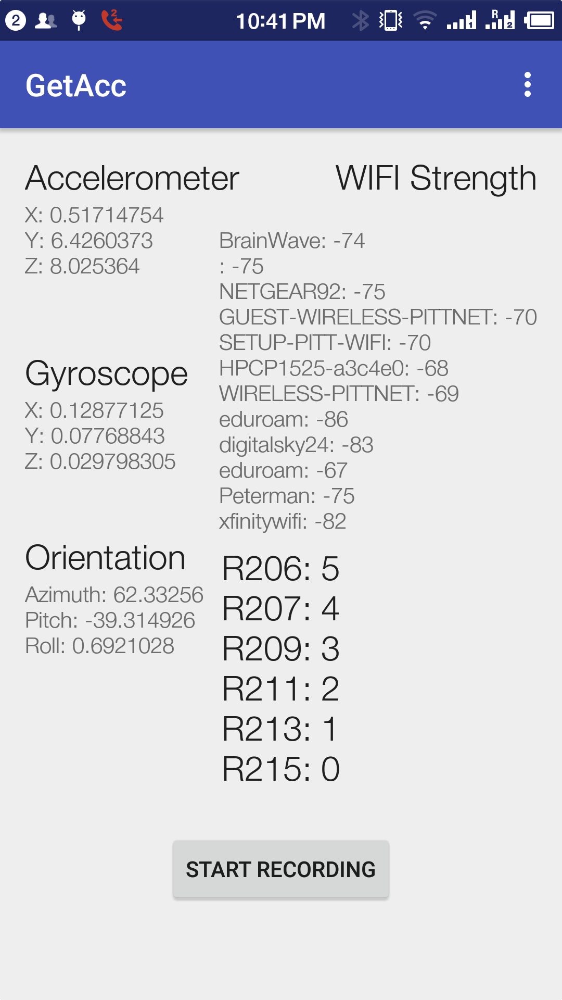 2 2 10:41 PM 1 R 2
GetAcc
Accelerometer
X: 0.51714754
Y: 6.4260373
Z: 8.025364
Gyroscope
X: 0.12877125
Y: 0.07768843
Z: 0.029798305
Orientation
Azimuth: 62.33256
Pitch: -39.314926
Roll: 0.6921028
WIFI Strength
BrainWave: -74
: -75
NETGEAR92: -75
GUEST-WIRELESS-PITTNET: -70
SETUP-PITT-WIFI: -70
HPCP1525-a3c4e0: -68
WIRELESS-PITTNET: -69
eduroam: -86
digitalsky24: -83
eduroam: -67
Peterman: -75
xfinitywifi: -82
R206: 5
R207: 4
R209: 3
R211: 2
R213: 1
R215: 0
START RECORDING